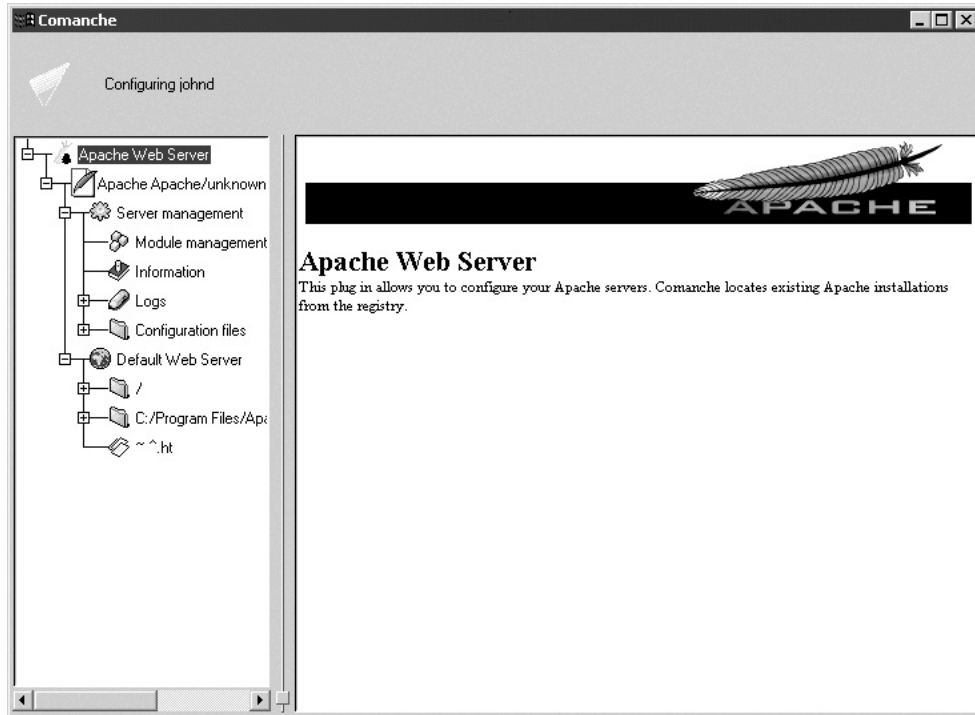 Comanche
Configuring johnd
Apache Web Server
Apache Apache/unknown
Server management
Module management
Information
Logs
Configuration files
Default Web Server
/
C:/Program Files/Apa
~ ^.ht
APACHE
Apache Web Server
This plug in allows you to configure your Apache servers. Comanche locates existing Apache installations
from the registry.